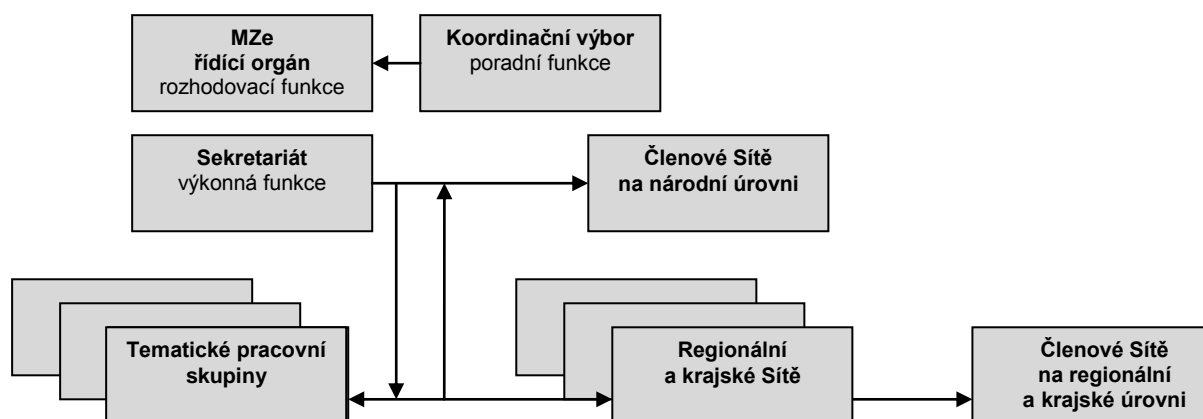 MZe
řídící orgán
rozhodovací funkce
Koordinační výbor
poradní funkce
Sekretariát
výkonná funkce
Členové Sítě
na národní úrovni
Tematické pracovní
skupiny
Regionální
a krajské Sítě
Členové Sítě
na regionální
a krajské úrovni